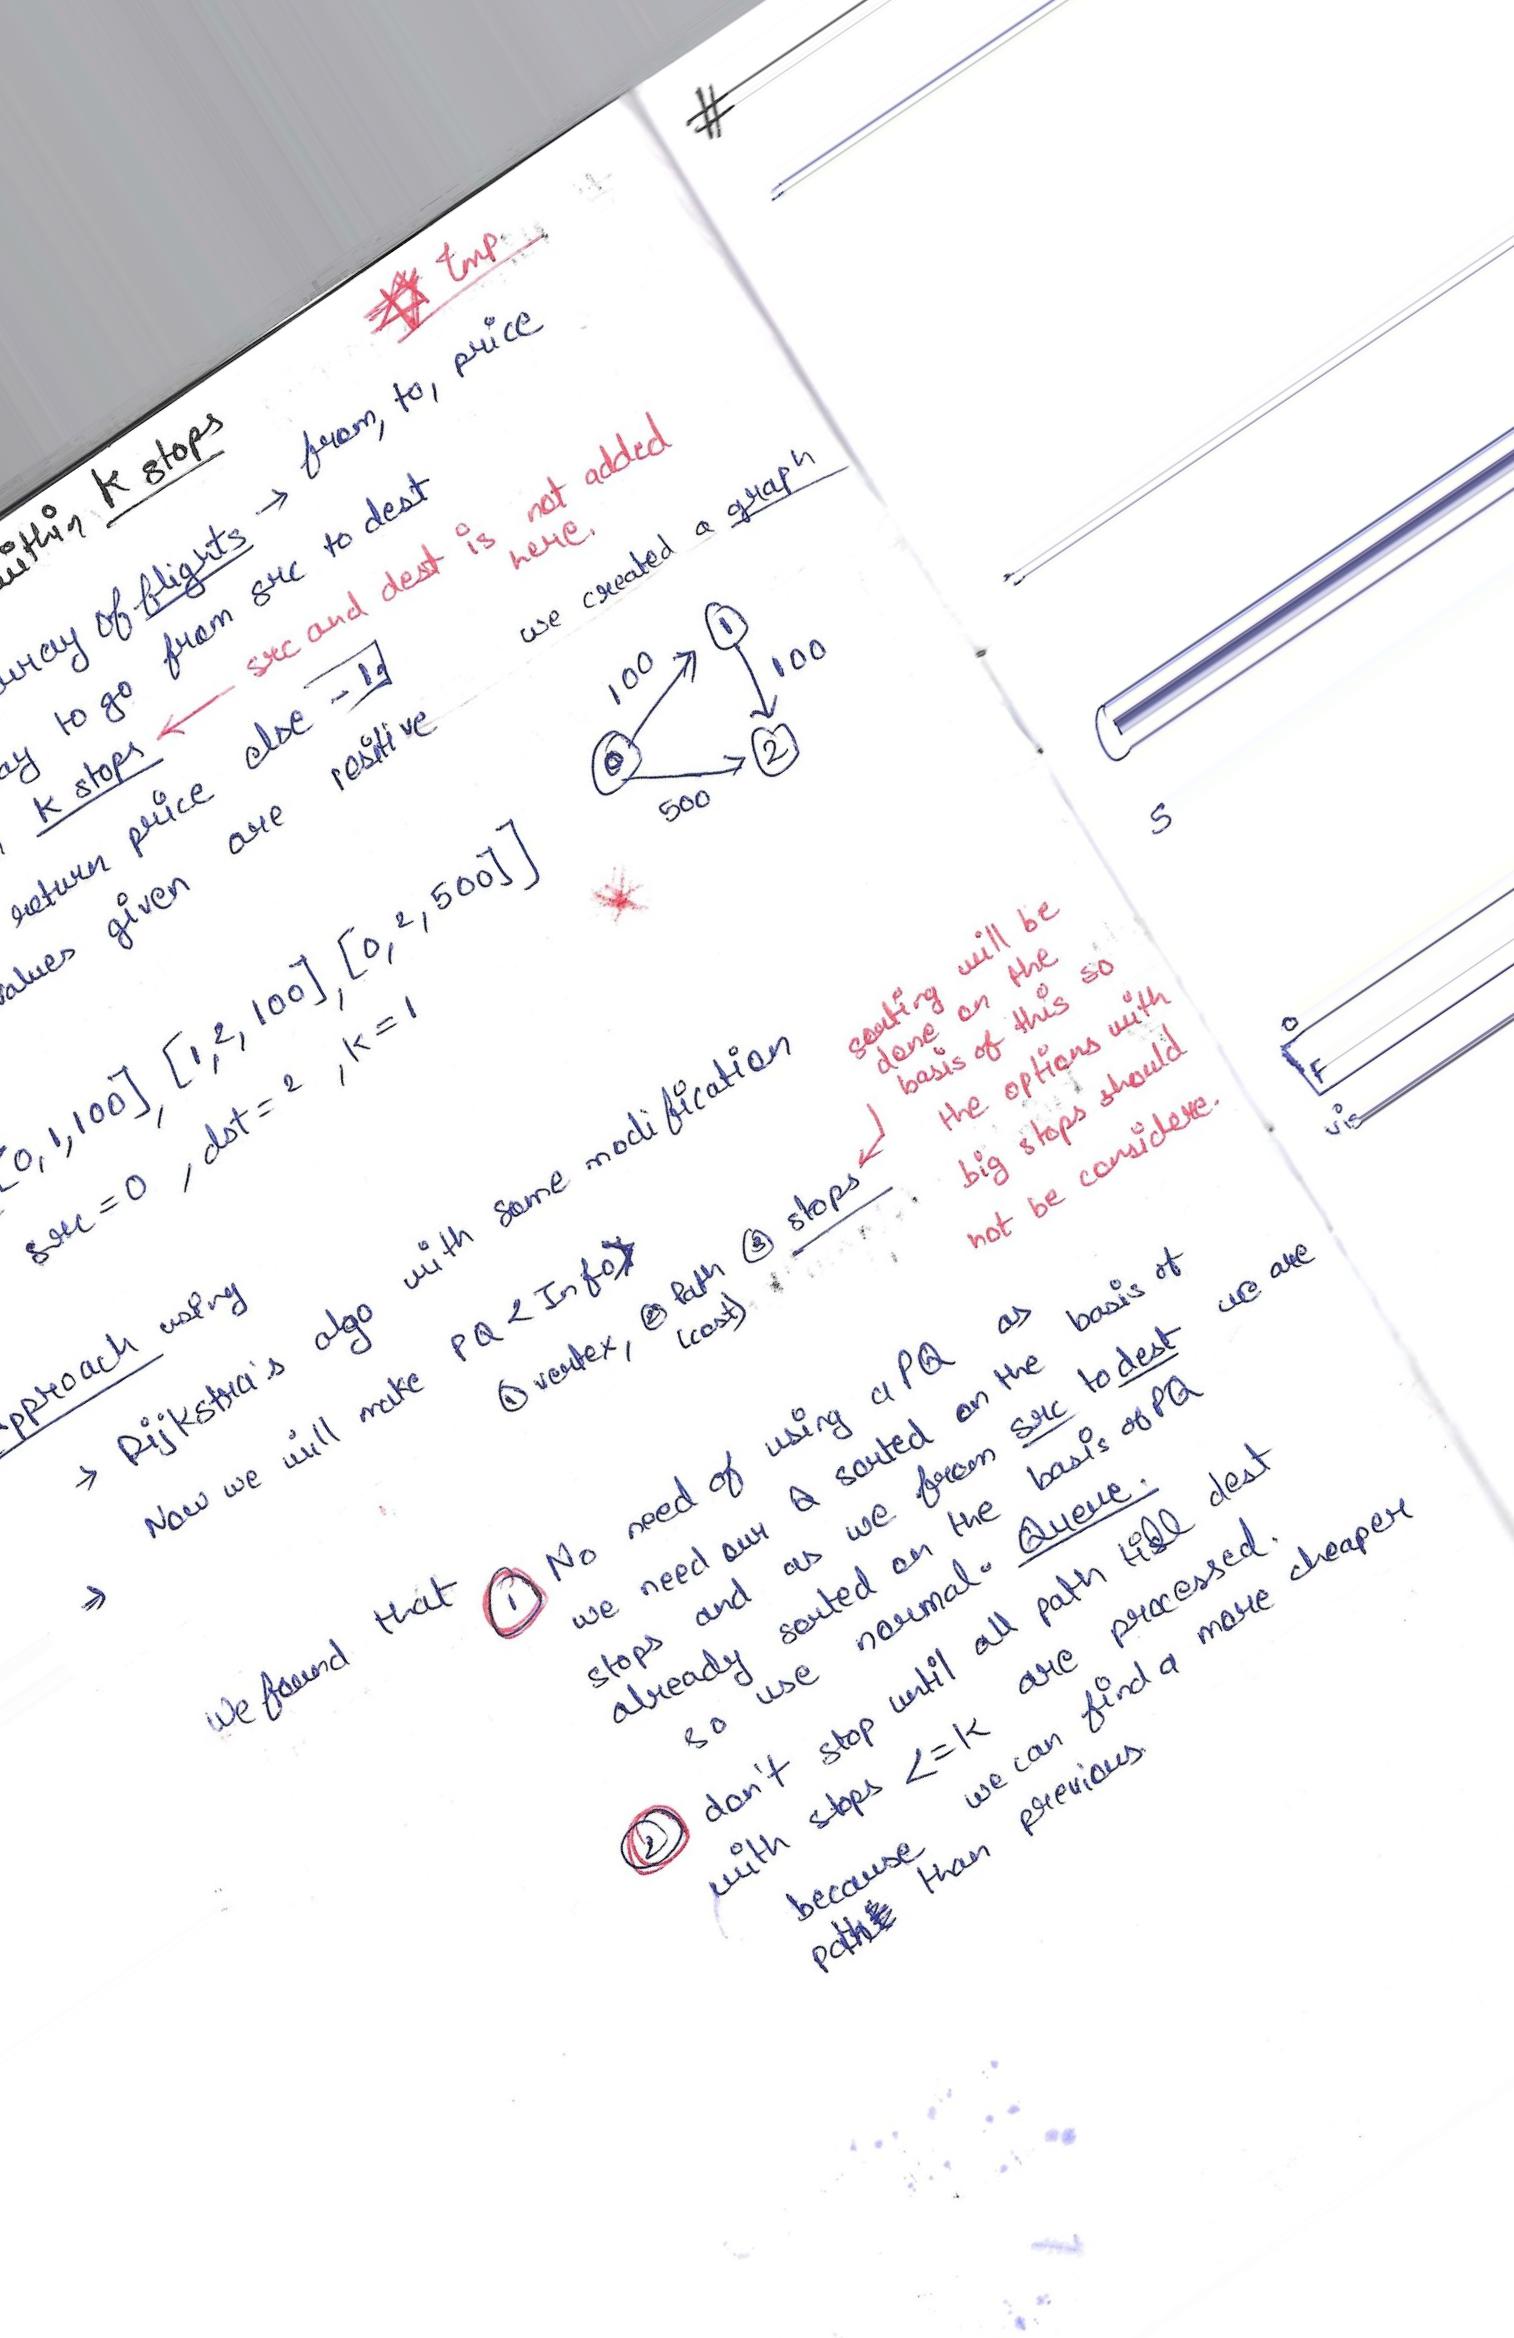 # Imp.
within K stops
array of flights → from, to, price
to go from src to dest
K stops ← src and dest is not added
here.
return price else -1
values given are positive
we created a graph
0 1 2
100 100 500
[0,1,100], [1,2,100], [0,2,500]]
src = 0 , dst = 2 , k = 1
Approach using
→ Dijkstra's algo with some modification
Now we will make PQ < Info>
① vertex, ② Path ③ stops
(cost)
sorting will be
done on the
basis of this so
the options with
big stops should
not be considere.
→
we found that ① No need of using a PQ as
we need our Q sorted on the basis of
stops and as we from src to dest we are
already sorted on the basis of PQ
so use normal. Queue.
② don't stop until all path till dest
with stops <= K are processed.
because we can find a more cheaper
path than previous
#
S
0
F
vis